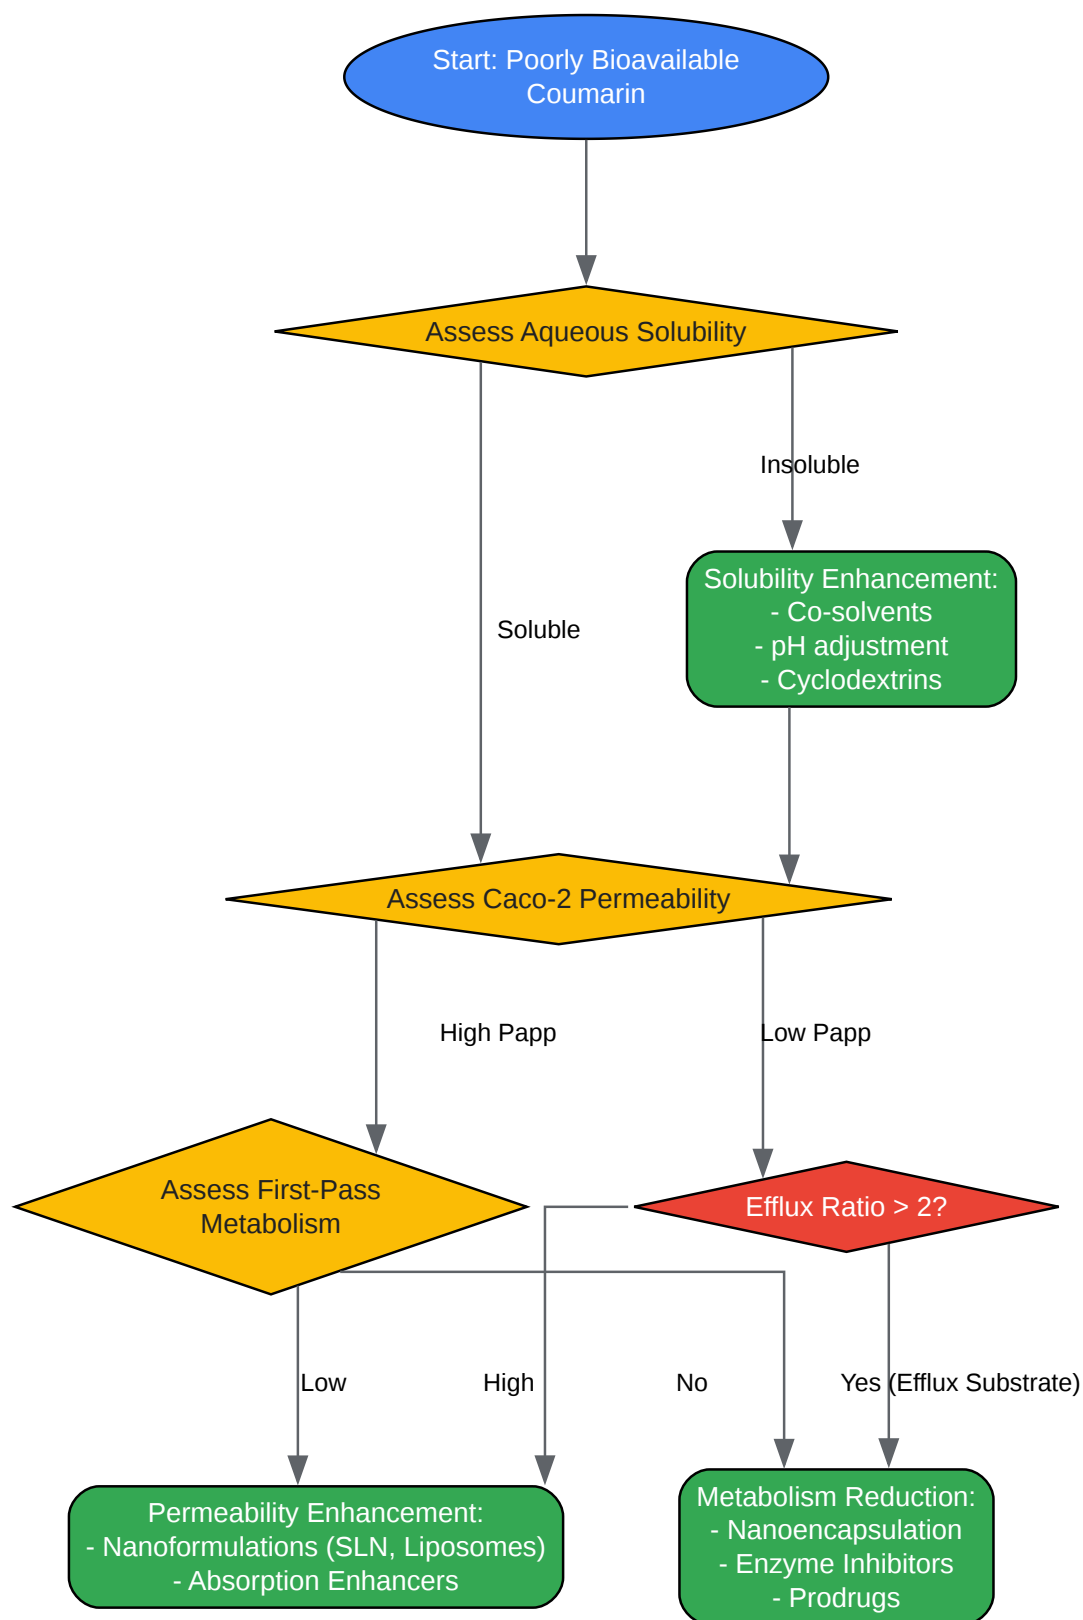 Start: Poorly Bioavailable
Coumarin
Assess Aqueous Solubility
Insoluble
Solubility Enhancement:
- Co-solvents
- pH adjustment
- Cyclodextrins
Soluble
Assess Caco-2 Permeability
High Papp
Low Papp
Assess First-Pass
Metabolism
Efflux Ratio > 2?
Low
High
No
Yes (Efflux Substrate)
Permeability Enhancement:
- Nanoformulations (SLN, Liposomes)
- Absorption Enhancers
Metabolism Reduction:
- Nanoencapsulation
- Enzyme Inhibitors
- Prodrugs